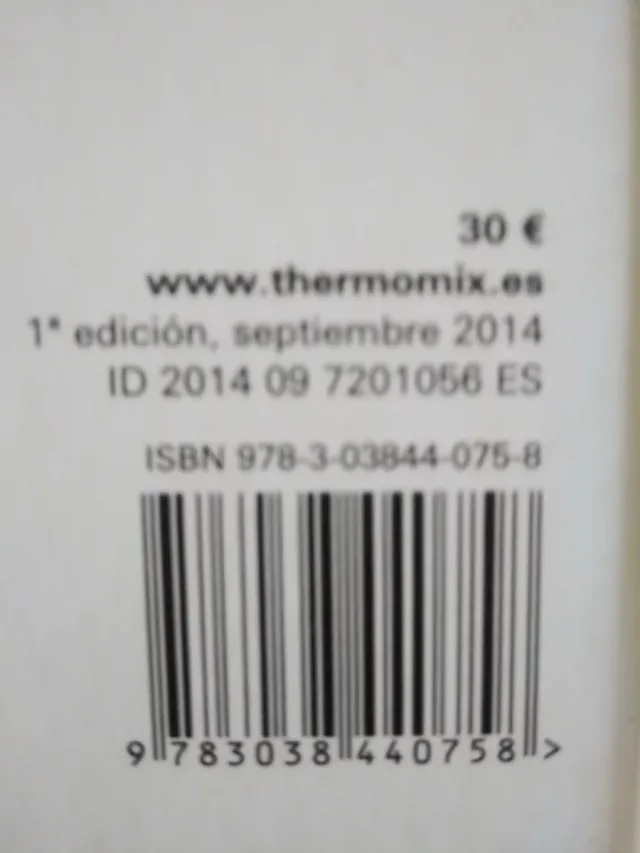 30 €
www.thermomix.es
1ª edición, septiembre 2014
ID 2014 09 7201056 ES
ISBN 978-3-03844-075-8
9 783038 440758 >